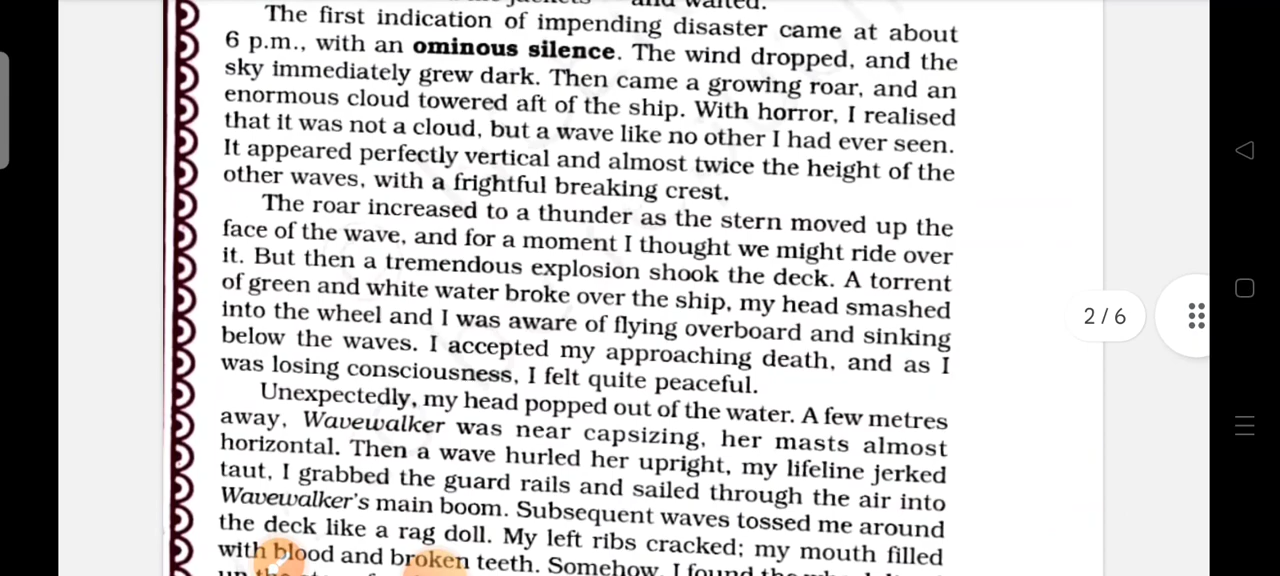 and waited.
The first indication of impending disaster came at about
6 p.m., with an ominous silence. The wind dropped, and the
sky immediately grew dark. Then came a growing roar, and an
enormous cloud towered aft of the ship. With horror, I realised
that it was not a cloud, but a wave like no other I had ever seen.
It appeared perfectly vertical and almost twice the height of the
other waves, with a frightful breaking crest.
The roar increased to a thunder as the stern moved up the
face of the wave, and for a moment I thought we might ride over
it. But then a tremendous explosion shook the deck. A torrent
of green and white water broke over the ship, my head smashed
into the wheel and I was aware of flying overboard and sinking
below the waves. I accepted my approaching death, and as I
was losing consciousness, I felt quite peaceful.
Unexpectedly, my head popped out of the water. A few metres
away, Wavewalker was near capsizing, her masts almost
horizontal. Then a wave hurled her upright, my lifeline jerked
taut, I grabbed the guard rails and sailed through the air into
Wavewalker's main boom. Subsequent waves tossed me around
the deck like a rag doll. My left ribs cracked; my mouth filled
with blood and broken teeth. Somehow, I found the
2 / 6